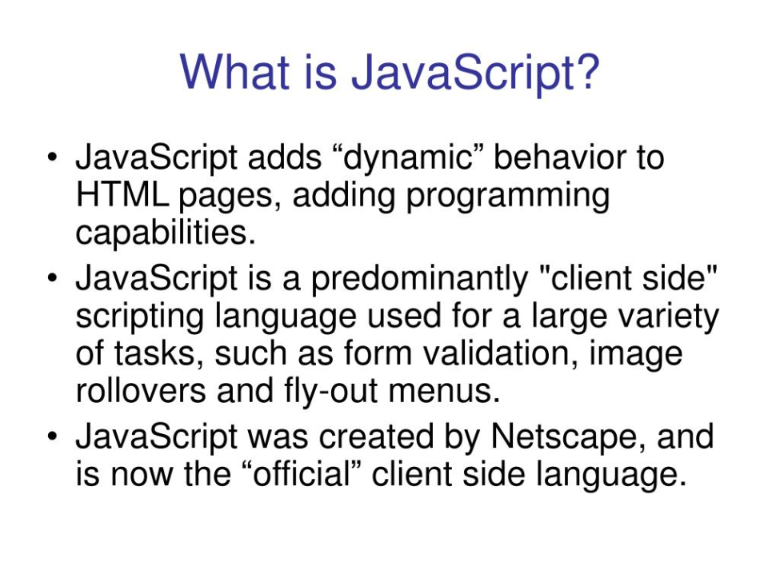 What is JavaScript?
• JavaScript adds “dynamic” behavior to
HTML pages, adding programming
capabilities.
• JavaScript is a predominantly "client side"
scripting language used for a large variety
of tasks, such as form validation, image
rollovers and fly-out menus.
• JavaScript was created by Netscape, and
is now the “official” client side language.